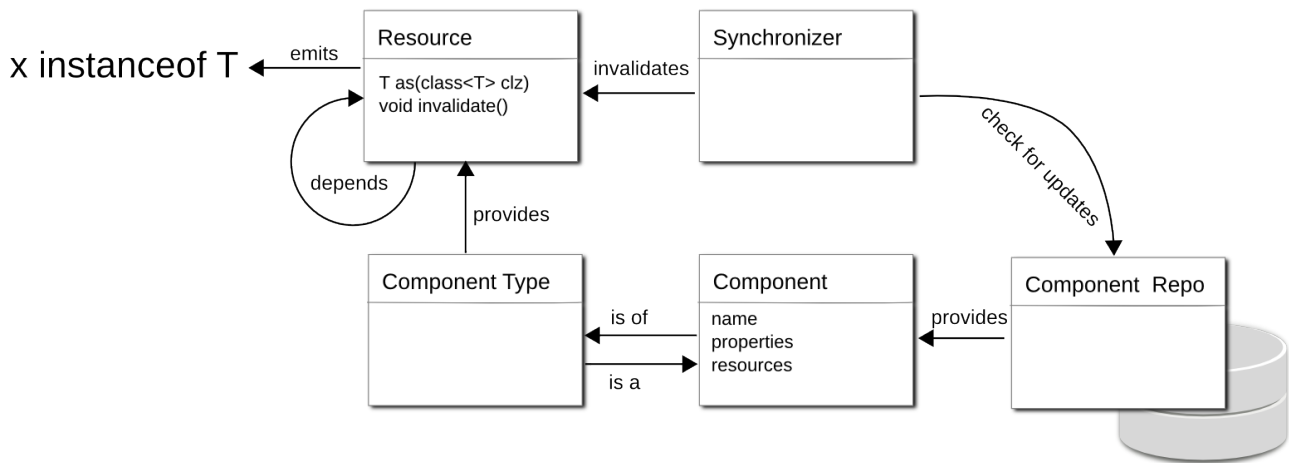 x instanceof T
emits
Resource
T as(class<T> clz)
void invalidate()
depends
invalidates
Synchronizer
check for updates
provides
Component Type
is of
is a
Component
name
properties
resources
provides
Component Repo